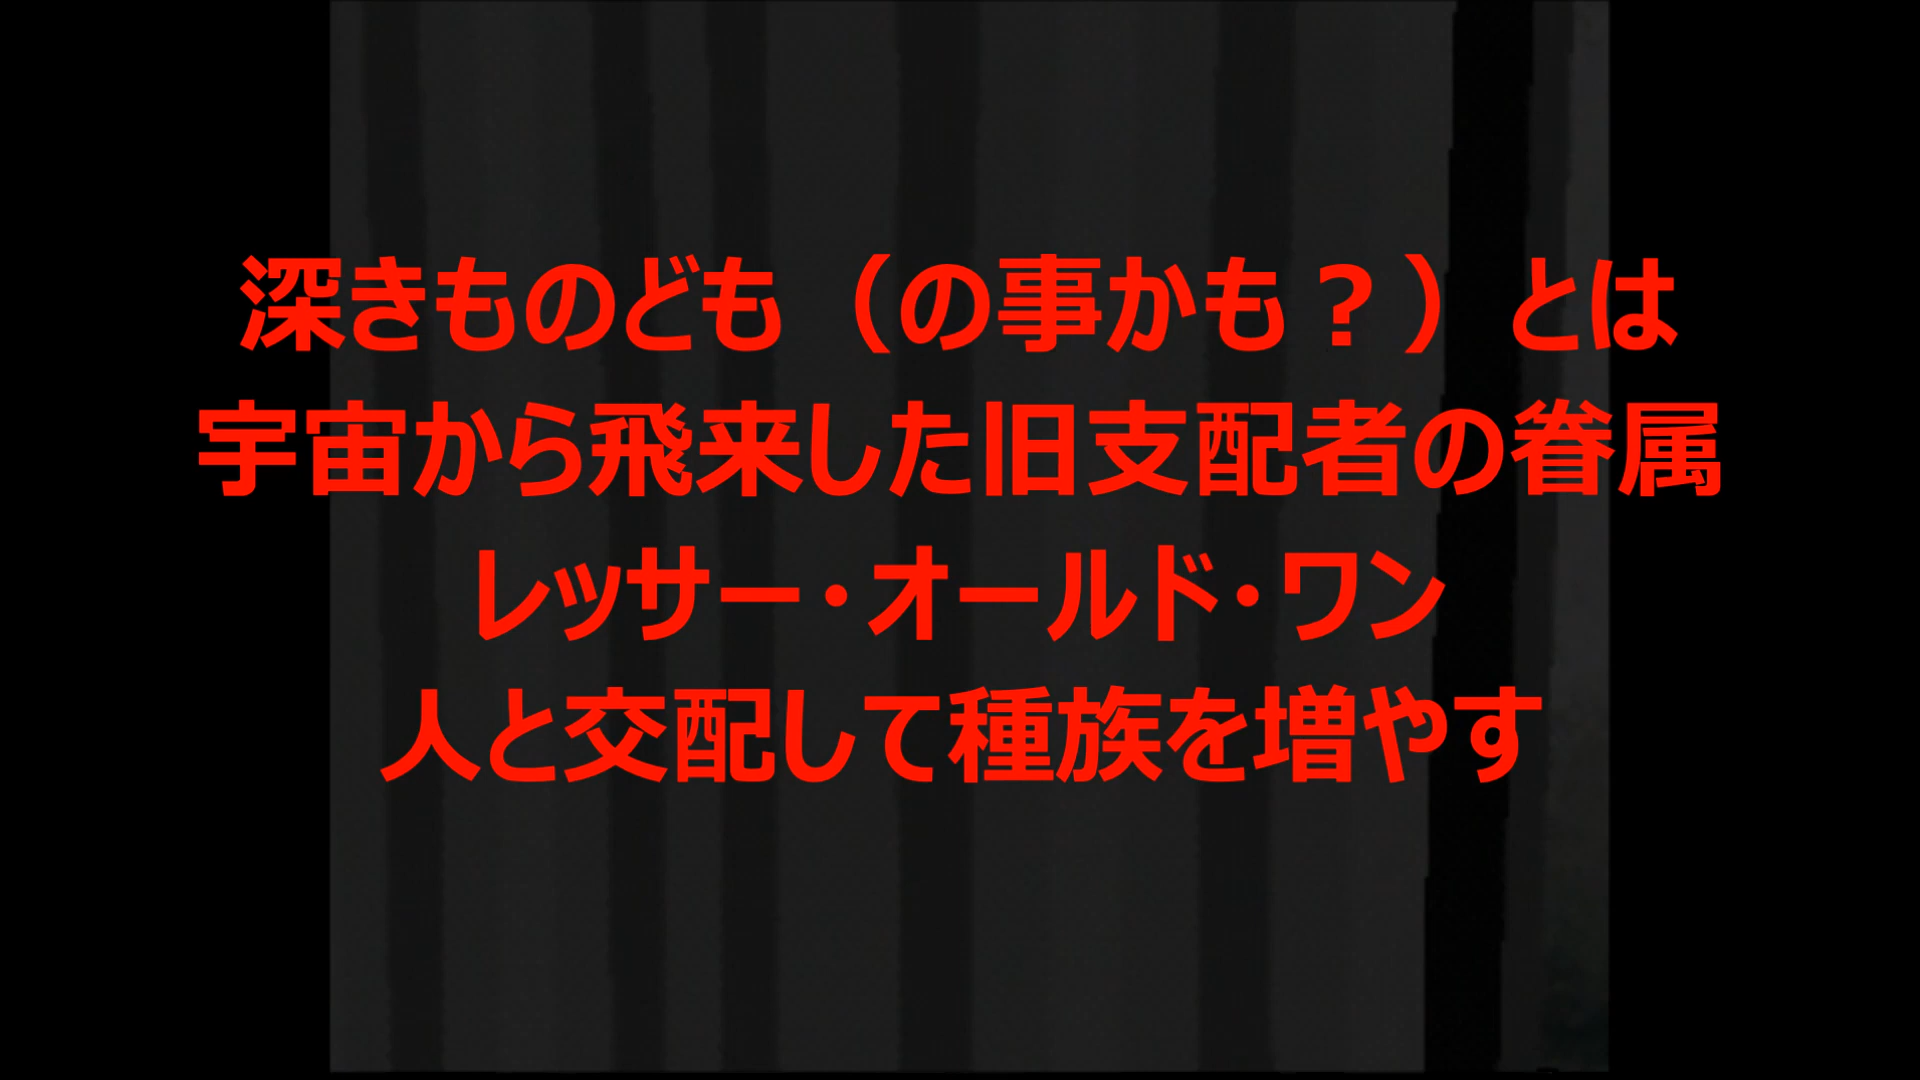 深きものども（の事かも？）とは
宇宙から飛来した旧支配者の眷属
レッサー・オールド・ワン
人と交配して種族を増やす